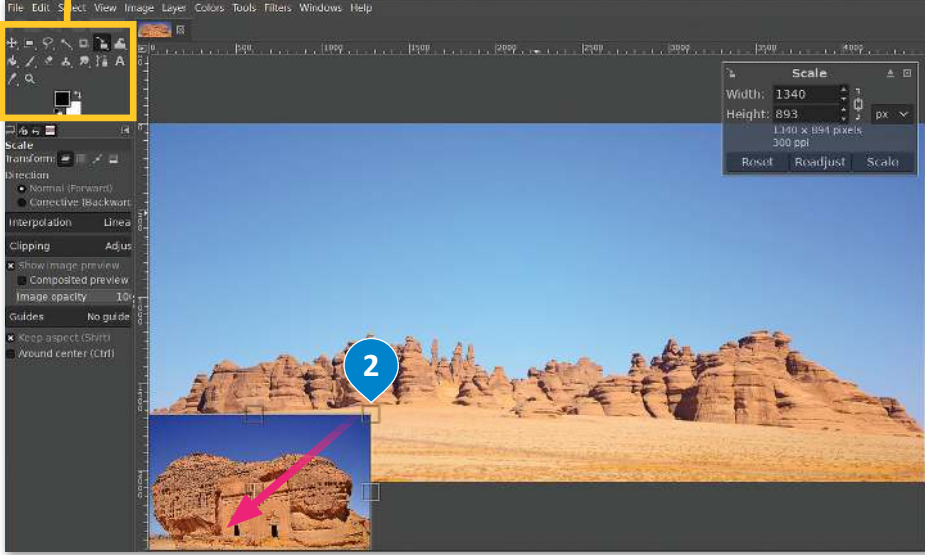 File Edit Select View Image Layer Colors Tools Filters Windows Help
0 500 1000 1500 2000 2500 3000 3500 4000
Scale
Width: 1340
Height: 893 px
1340 x 894 pixels
300 ppi
Reset Readjust Scale
Scale
Transform:
Direction
Normal (Forward)
Corrective (Backward
Interpolation Linea
Clipping Adjus
Show image preview
Composited preview
Image opacity 10
Guides No guide
Keep aspect (Shift)
Around center (Ctrl)
2